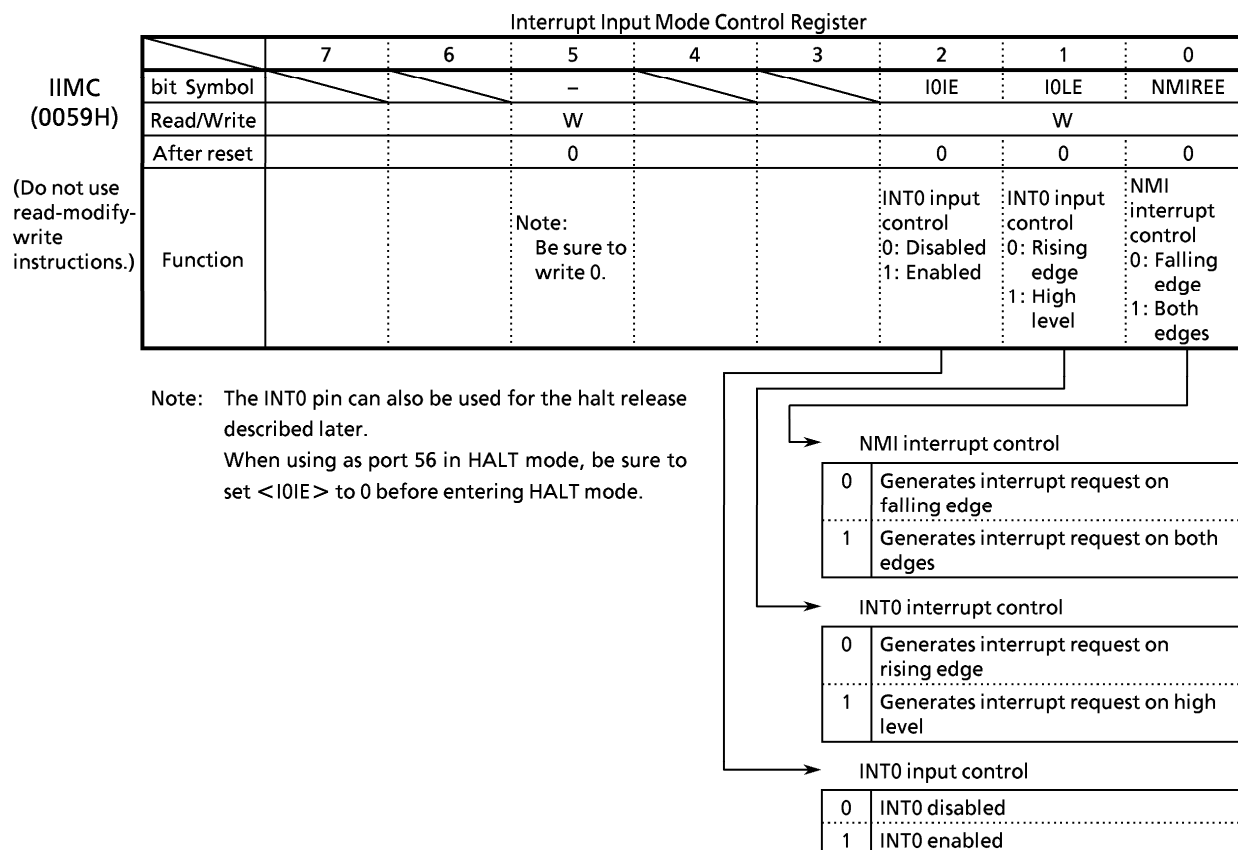 Interrupt Input Mode Control Register
7 6 5 4 3 2 1 0
IIMC
(0059H)
bit Symbol – I0IE I0LE NMIREE
Read/Write W W
After reset 0 0 0 0
(Do not use
read-modify-
write
instructions.)
Function
Note:
Be sure to
write 0.
INT0 input
control
0: Disabled
1: Enabled
INT0 input
control
0: Rising
edge
1: High
level
NMI
interrupt
control
0: Falling
edge
1: Both
edges
Note: The INT0 pin can also be used for the halt release
described later.
When using as port 56 in HALT mode, be sure to
set <I0IE> to 0 before entering HALT mode.
NMI interrupt control
0 Generates interrupt request on
falling edge
1 Generates interrupt request on both
edges
INT0 interrupt control
0 Generates interrupt request on
rising edge
1 Generates interrupt request on high
level
INT0 input control
0 INT0 disabled
1 INT0 enabled